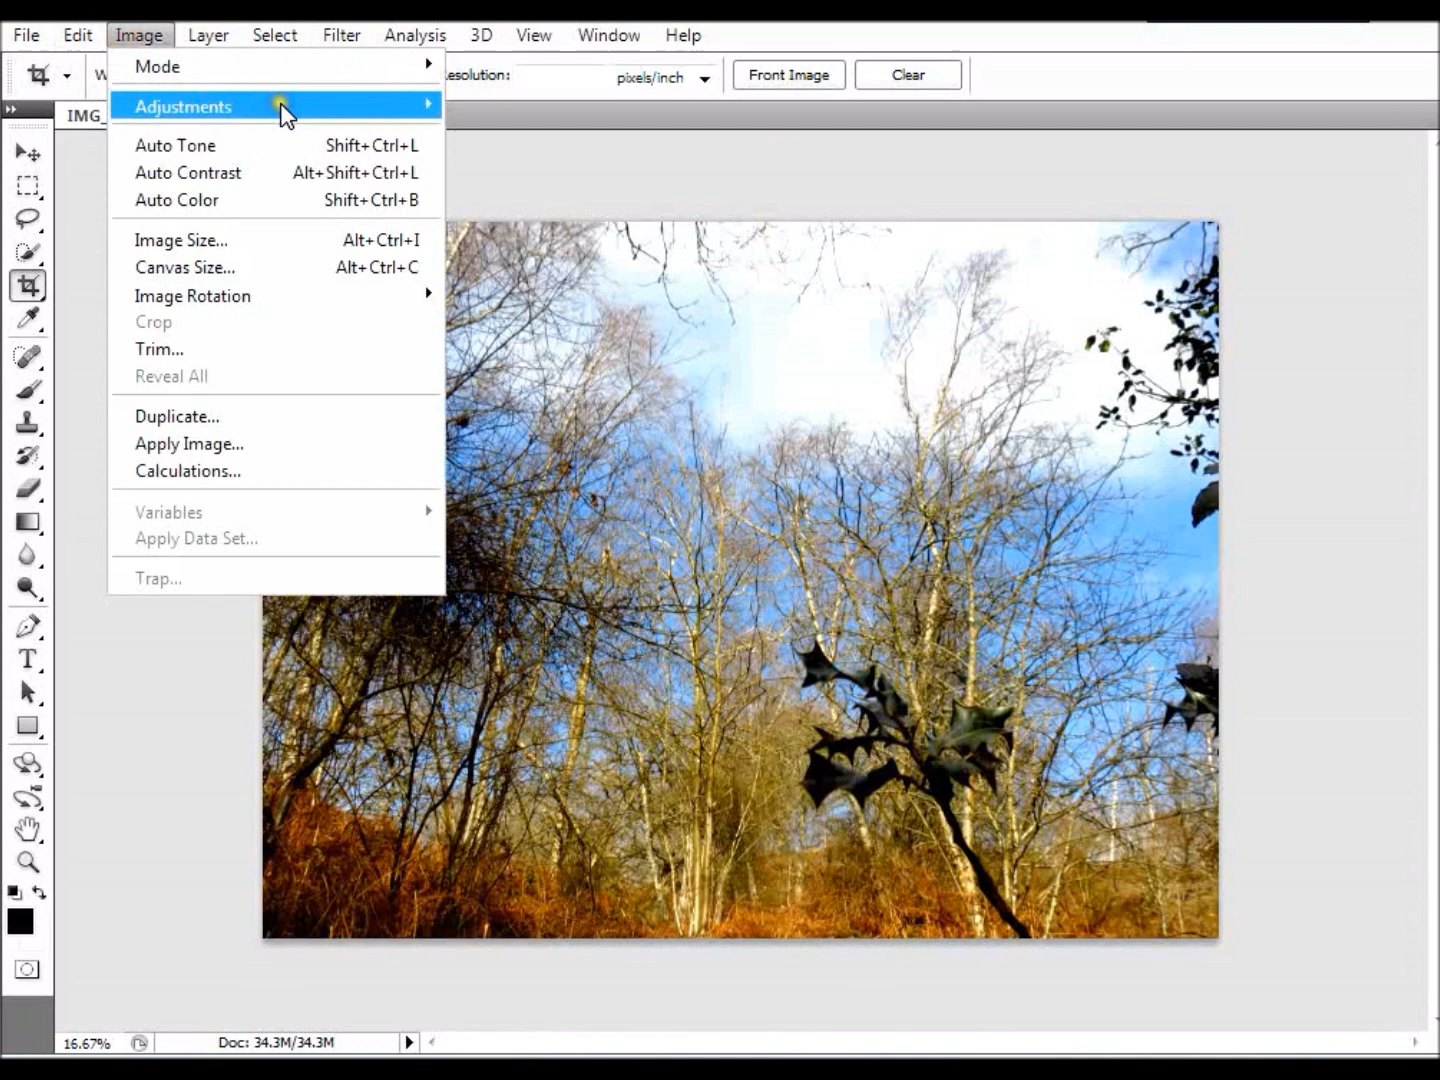 File Edit Image Layer Select Filter Analysis 3D View Window Help
esolution: pixels/inch Front Image Clear
IMG_
Mode
Adjustments
Auto Tone Shift+Ctrl+L
Auto Contrast Alt+Shift+Ctrl+L
Auto Color Shift+Ctrl+B
Image Size... Alt+Ctrl+I
Canvas Size... Alt+Ctrl+C
Image Rotation
Crop
Trim...
Reveal All
Duplicate...
Apply Image...
Calculations...
Variables
Apply Data Set...
Trap...
T
16.67% Doc: 34.3M/34.3M